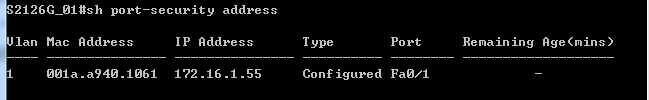 S2126G_01#sh port-security address
Vlan Mac Address IP Address Type Port Remaining Age(mins)
---- -------------- --------------- ---------- -------- -------------------
1 001a.a940.1061 172.16.1.55 Configured Fa0/1 -